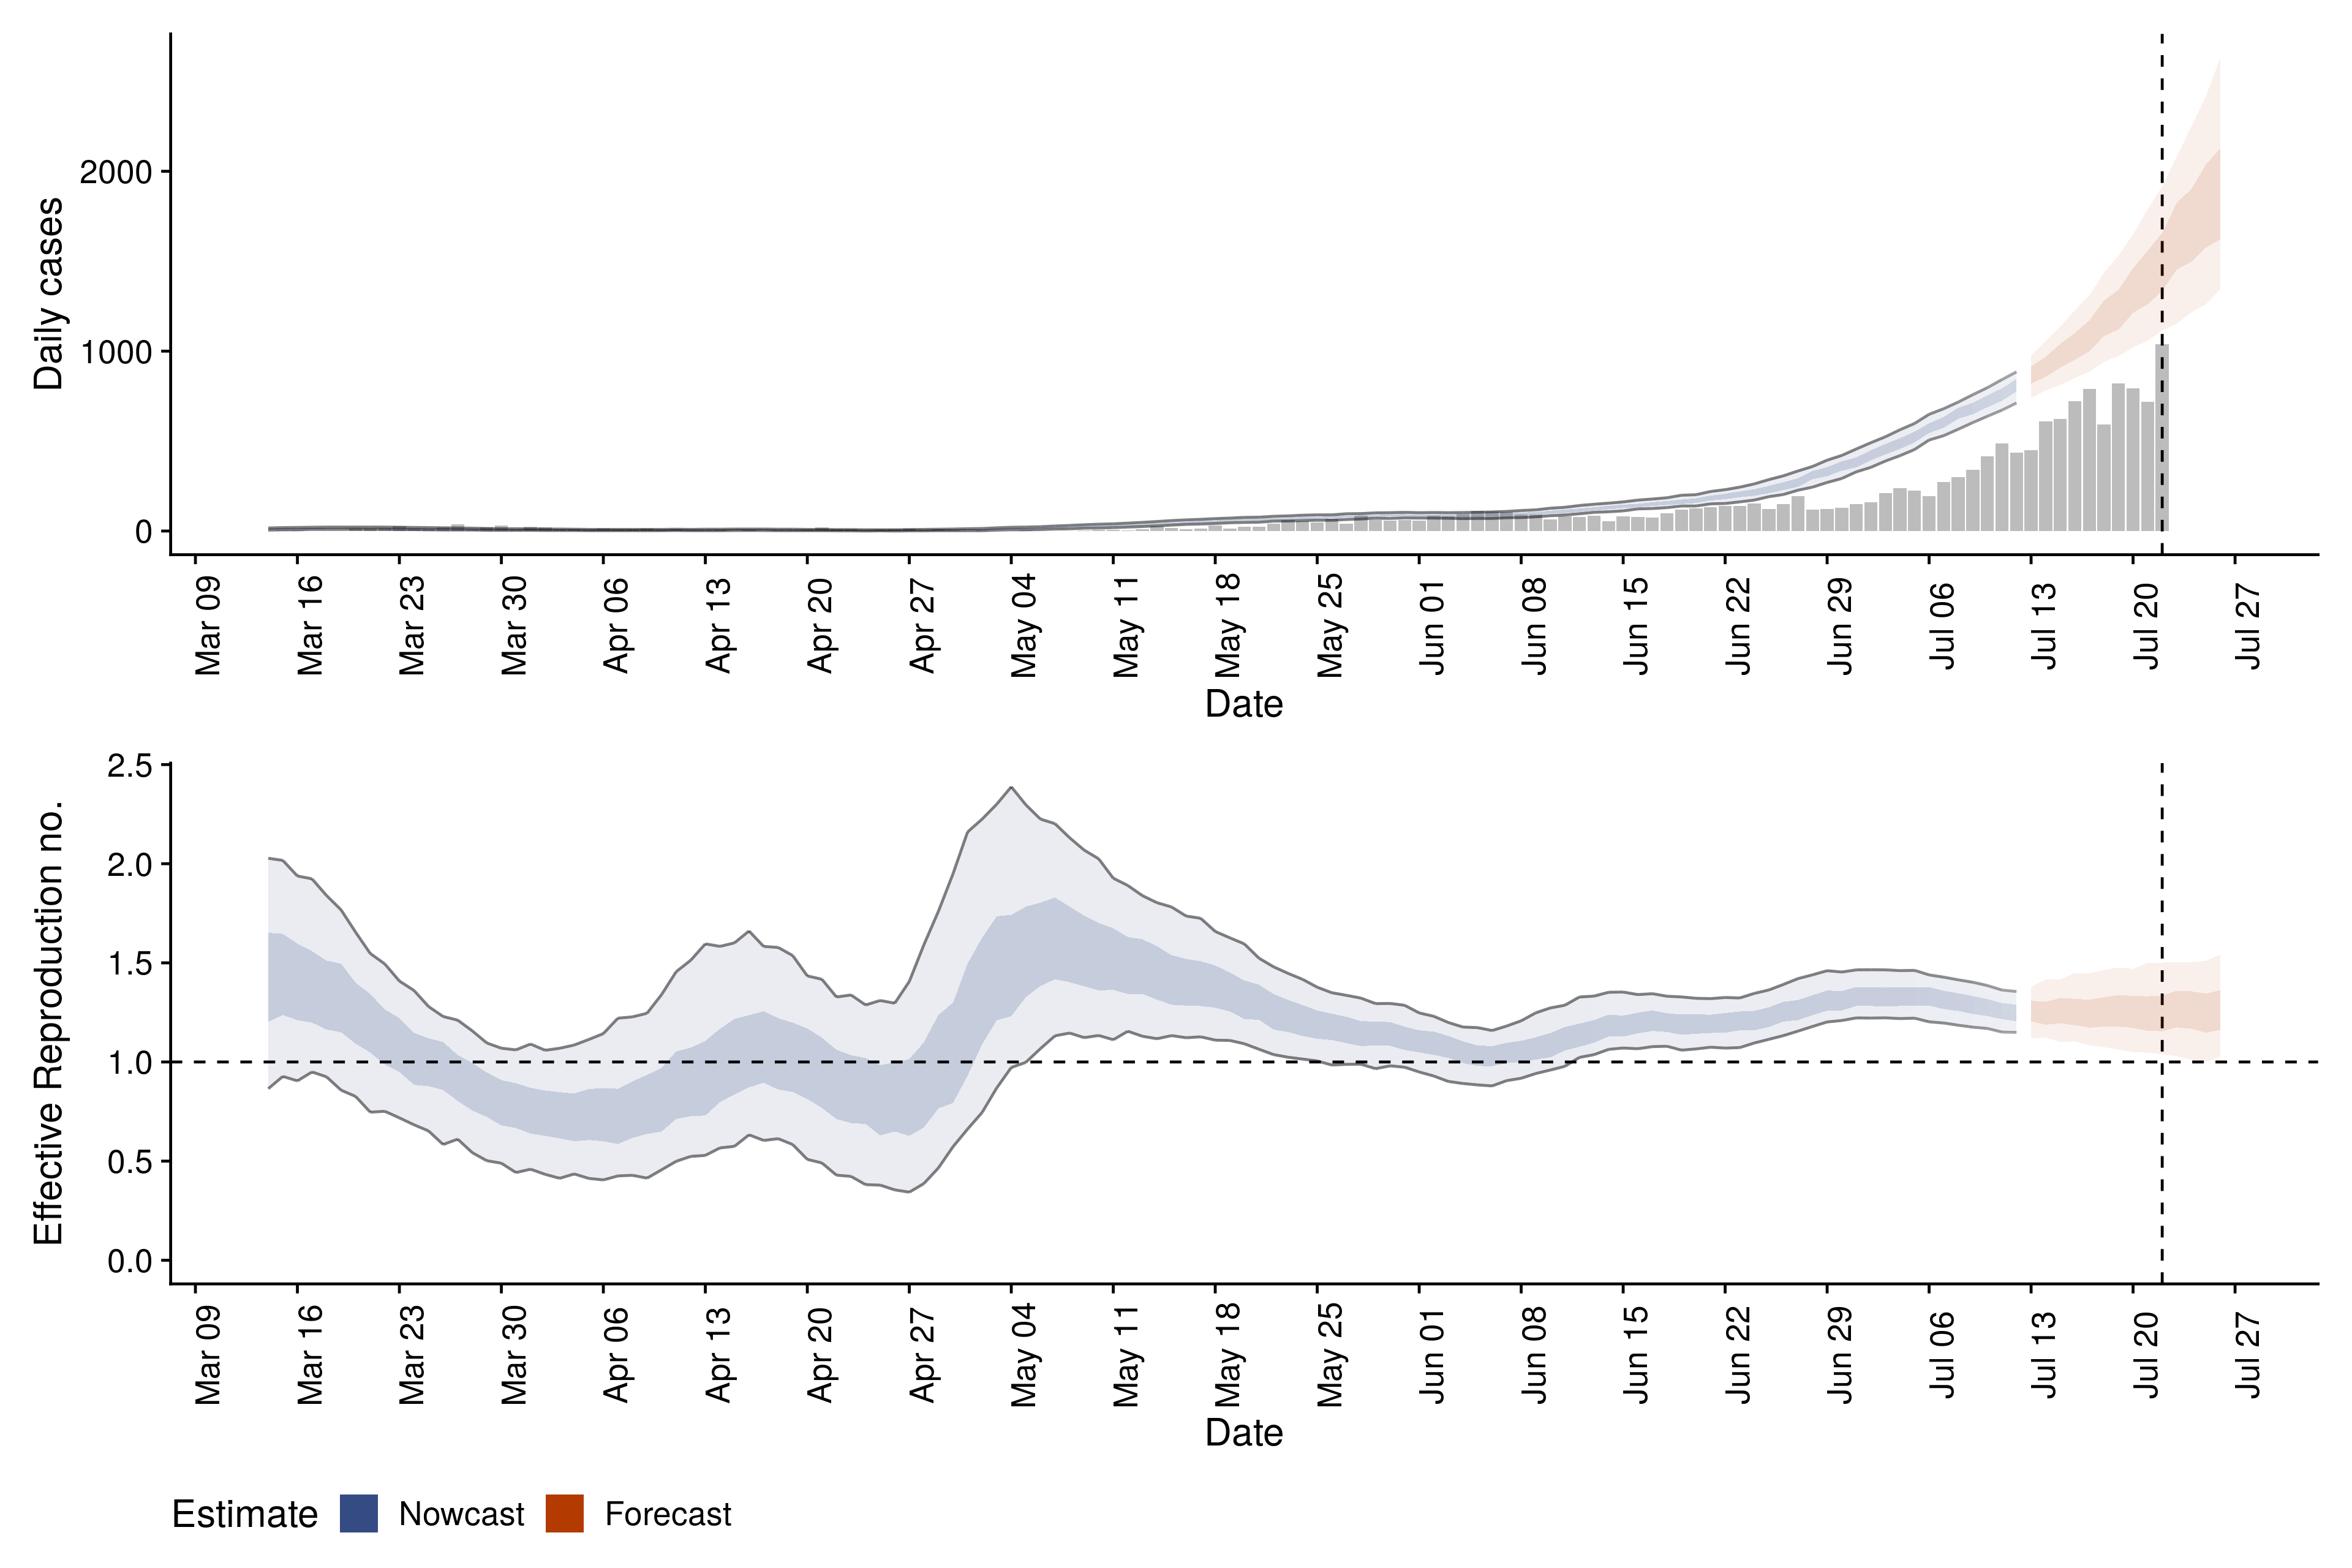 Daily cases
2000
1000
0
Mar 09 Mar 16 Mar 23 Mar 30 Apr 06 Apr 13 Apr 20 Apr 27 May 04 May 11 May 18 May 25 Jun 01 Jun 08 Jun 15 Jun 22 Jun 29 Jul 06 Jul 13 Jul 20 Jul 27
Date
Effective Reproduction no.
2.5
2.0
1.5
1.0
0.5
0.0
Mar 09 Mar 16 Mar 23 Mar 30 Apr 06 Apr 13 Apr 20 Apr 27 May 04 May 11 May 18 May 25 Jun 01 Jun 08 Jun 15 Jun 22 Jun 29 Jul 06 Jul 13 Jul 20 Jul 27
Date
Estimate Nowcast Forecast